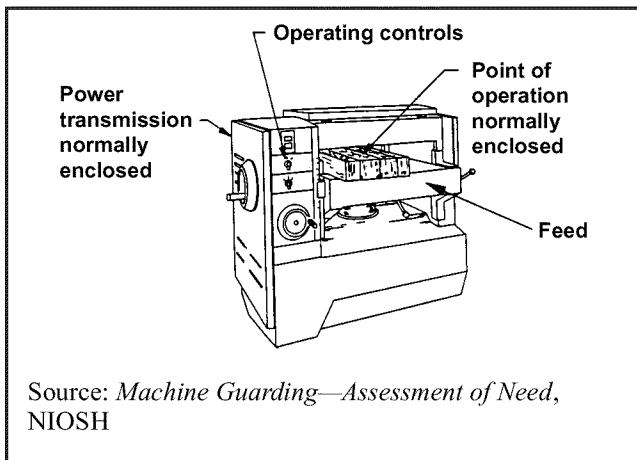 Operating controls
Point of
operation
normally
enclosed
Power
transmission
normally
enclosed
Feed
Source: Machine Guarding—Assessment of Need,
NIOSH